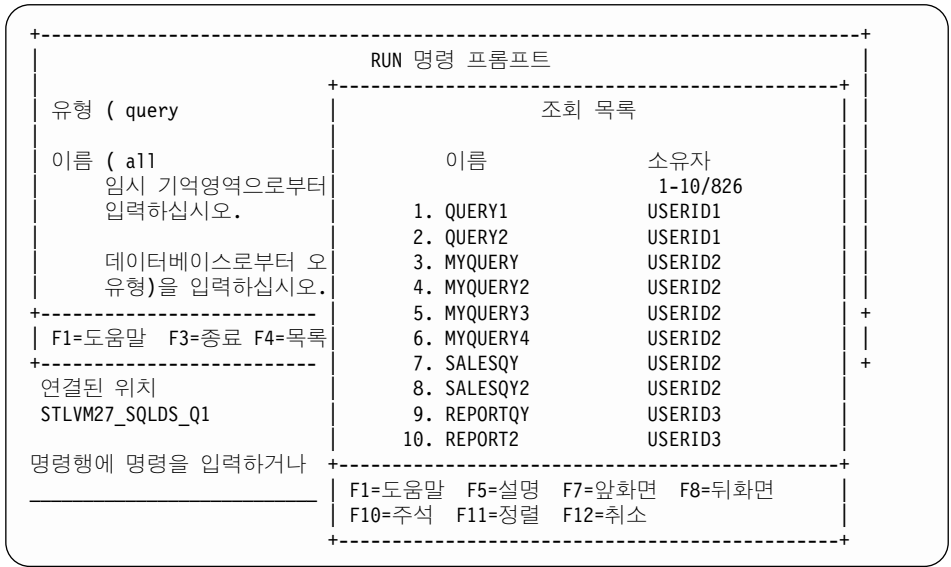 RUN 명령 프롬프트
유형 ( query
조회 목록
이름 ( all
이름 소유자
임시 기억영역으로부터
1-10/826
입력하십시오.
1. QUERY1 USERID1
2. QUERY2 USERID1
데이터베이스로부터 오
3. MYQUERY USERID2
유형)을 입력하십시오.
4. MYQUERY2 USERID2
5. MYQUERY3 USERID2
F1=도움말 F3=종료 F4=목록
6. MYQUERY4 USERID2
7. SALESQY USERID2
연결된 위치
8. SALESQY2 USERID2
STLVM27_SQLDS_Q1
9. REPORTQY USERID3
10. REPORT2 USERID3
명령행에 명령을 입력하거나
F1=도움말 F5=설명 F7=앞화면 F8=뒤화면
F10=주석 F11=정렬 F12=취소